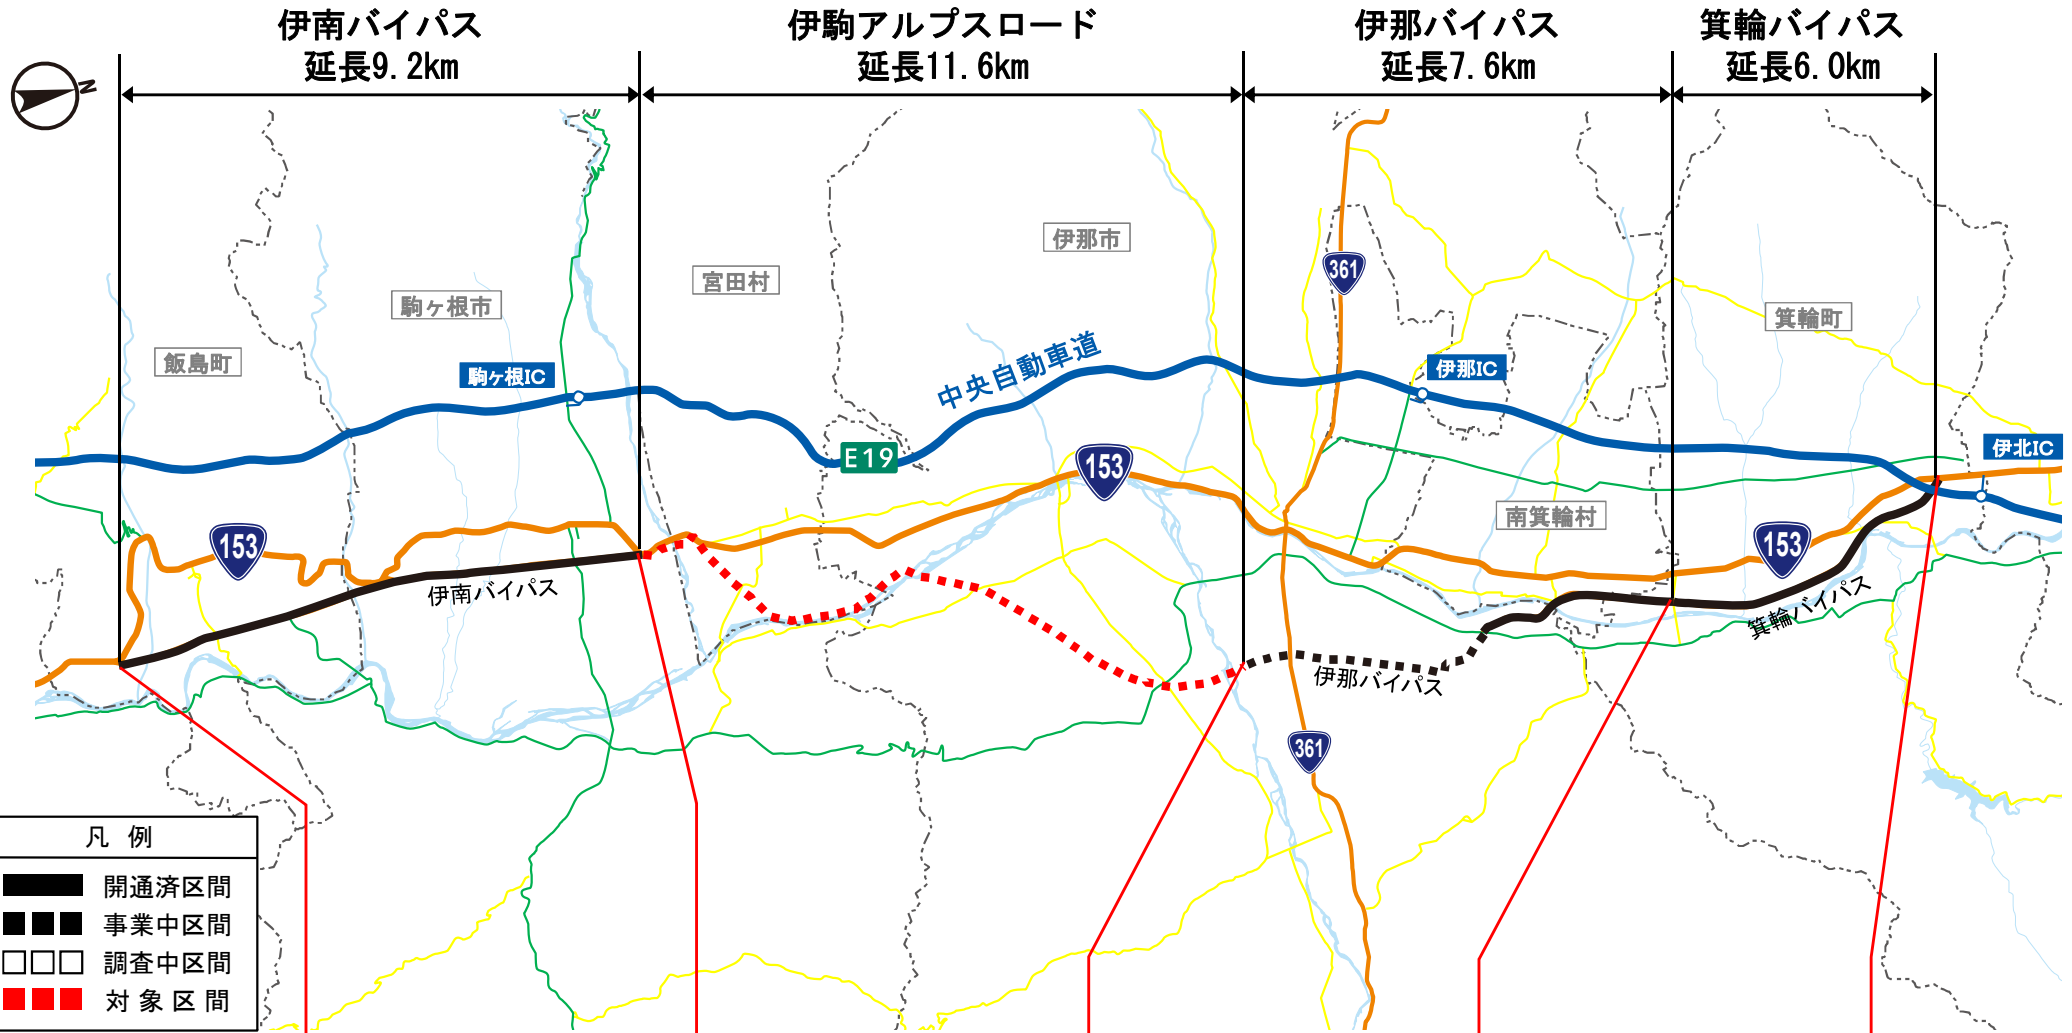 伊南バイパス
延長9.2km
伊駒アルプスロード
延長11.6km
伊那バイパス
延長7.6km
箕輪バイパス
延長6.0km
N
伊那市
宮田村
361
駒ヶ根市
箕輪町
飯島町
駒ヶ根IC
中央自動車道
伊那IC
E19
伊北IC
153
南箕輪村
153
153
伊南バイパス
箕輪バイパス
伊那バイパス
361
凡 例
開通済区間
事業中区間
調査中区間
対象区間